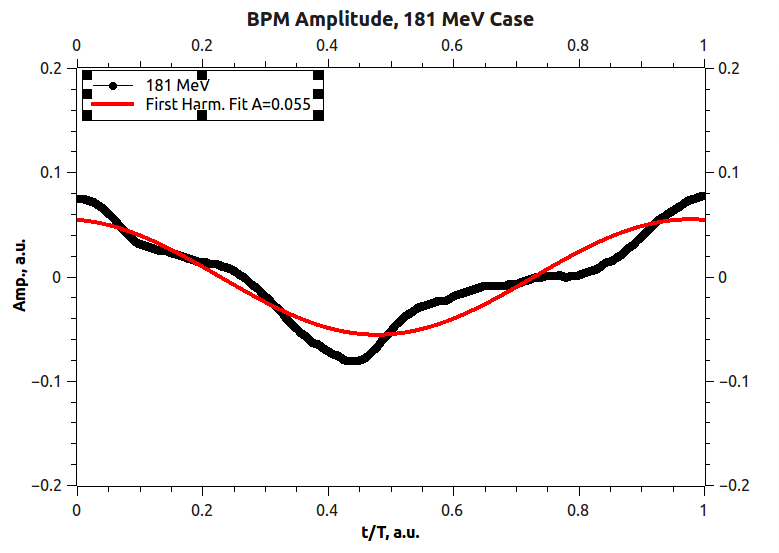 BPM Amplitude, 181 MeV Case
0 0.2 0.4 0.6 0.8 1
0.2 0.2
181 MeV
First Harm. Fit A=0.055
0.1 0.1
0 0
−0.1 −0.1
−0.2 −0.2
Amp., a.u.
0 0.2 0.4 0.6 0.8 1
t/T, a.u.